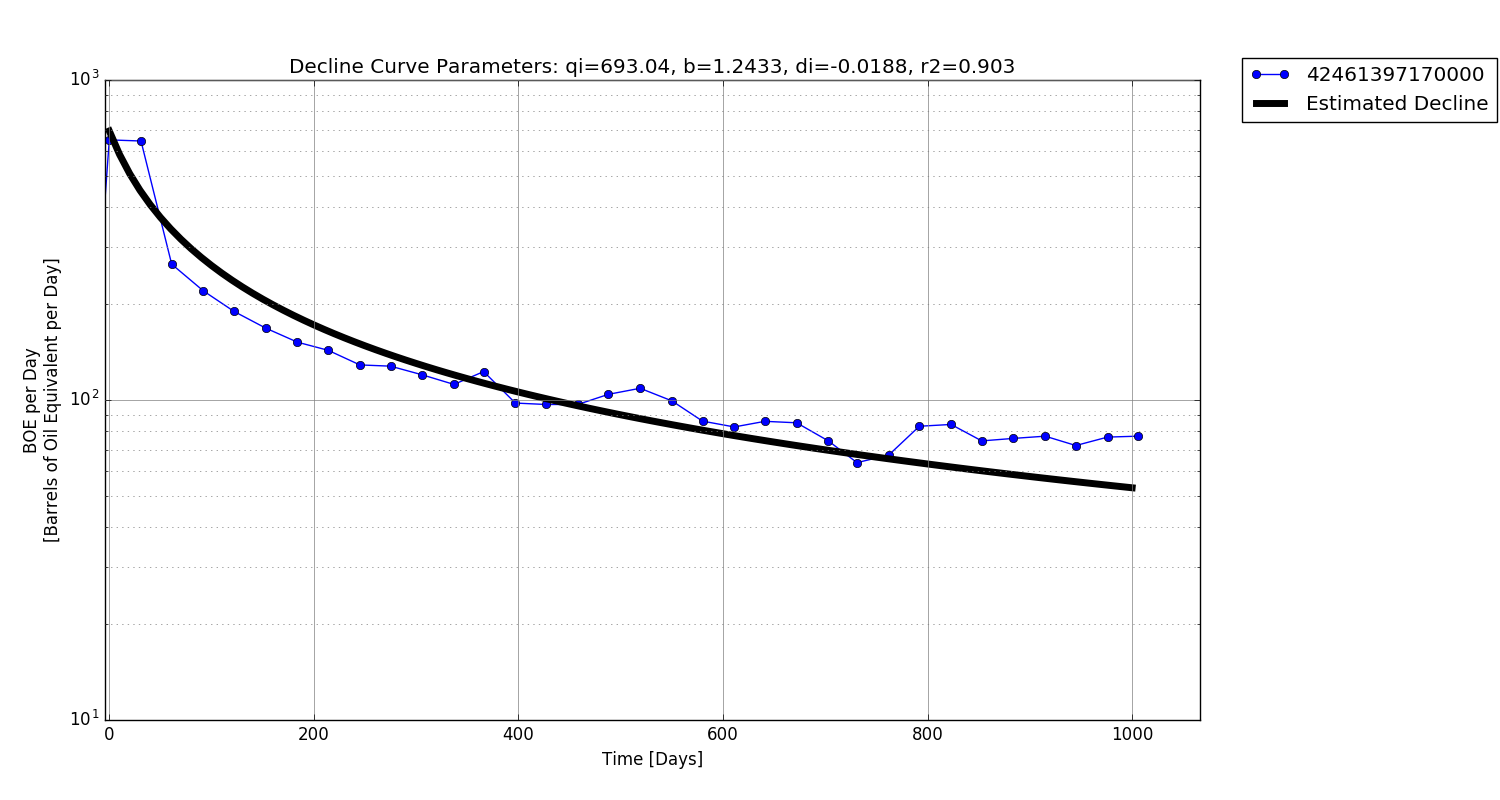 Decline Curve Parameters: qi=693.04, b=1.2433, di=-0.0188, r2=0.903
42461397170000
Estimated Decline
10³
10²
10¹
BOE per Day
[Barrels of Oil Equivalent per Day]
0 200 400 600 800 1000
Time [Days]